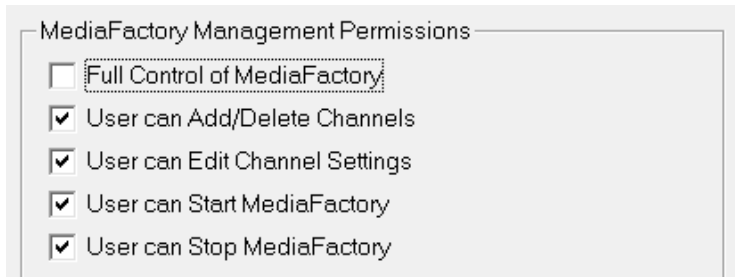 MediaFactory Management Permissions
Full Control of MediaFactory
User can Add/Delete Channels
User can Edit Channel Settings
User can Start MediaFactory
User can Stop MediaFactory